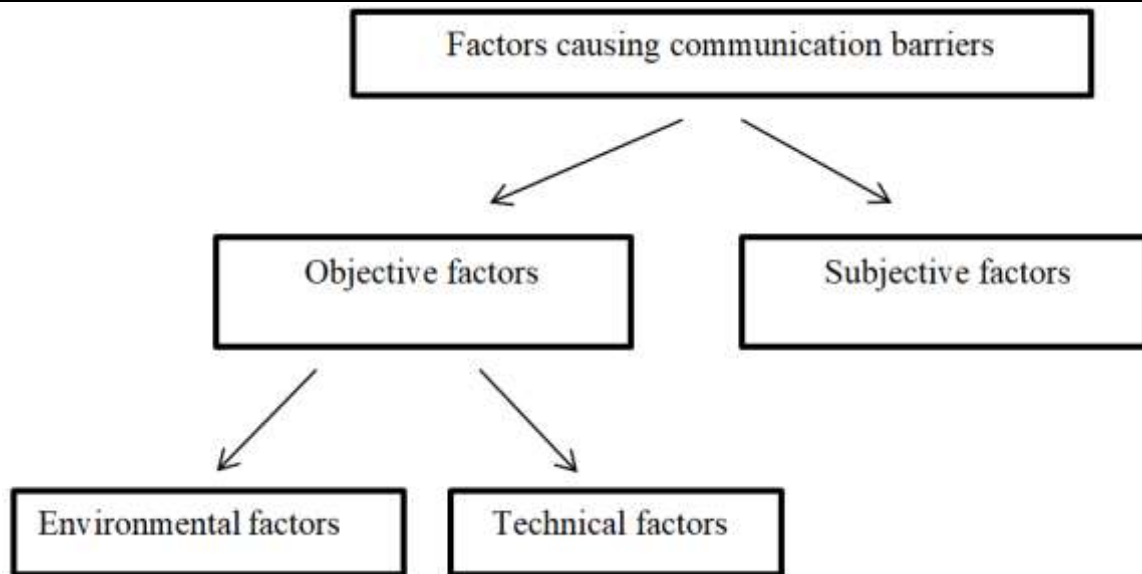 Factors causing communication barriers
Objective factors
Subjective factors
Environmental factors
Technical factors